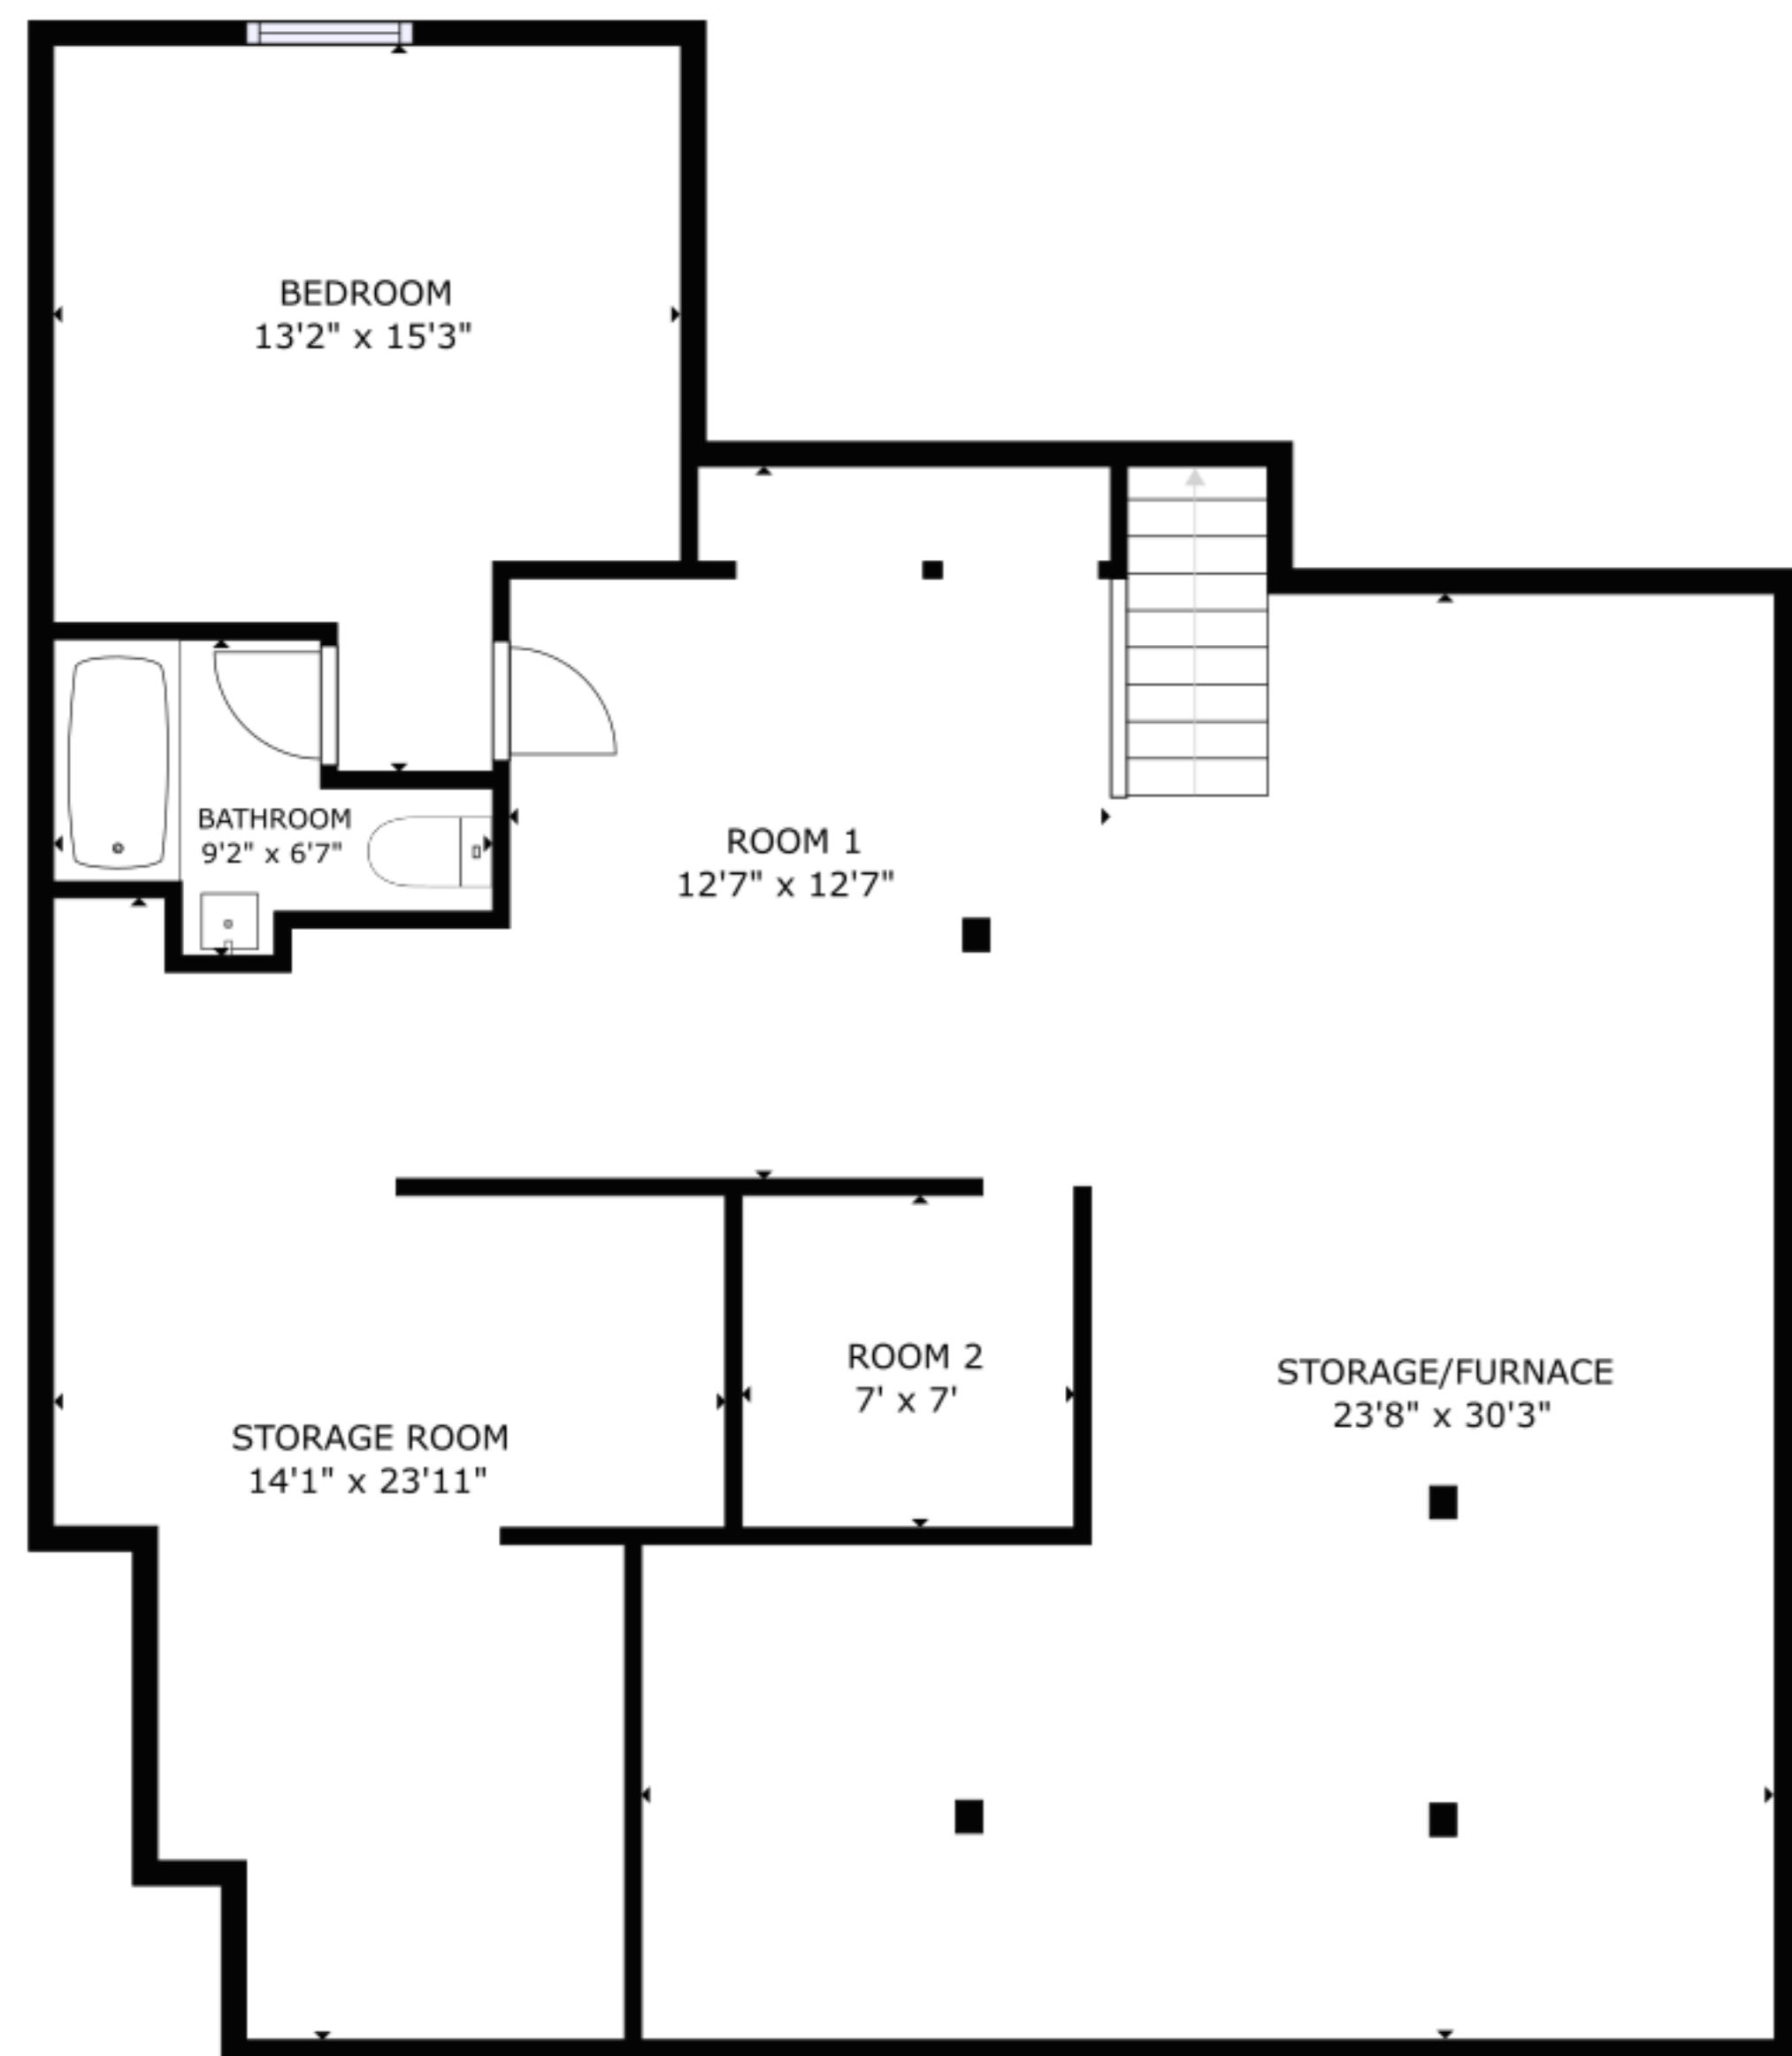 BEDROOM
13'2" x 15'3"
BATHROOM
9'2" x 6'7"
ROOM 1
12'7" x 12'7"
ROOM 2
7' x 7'
STORAGE/FURNACE
23'8" x 30'3"
STORAGE ROOM
14'1" x 23'11"